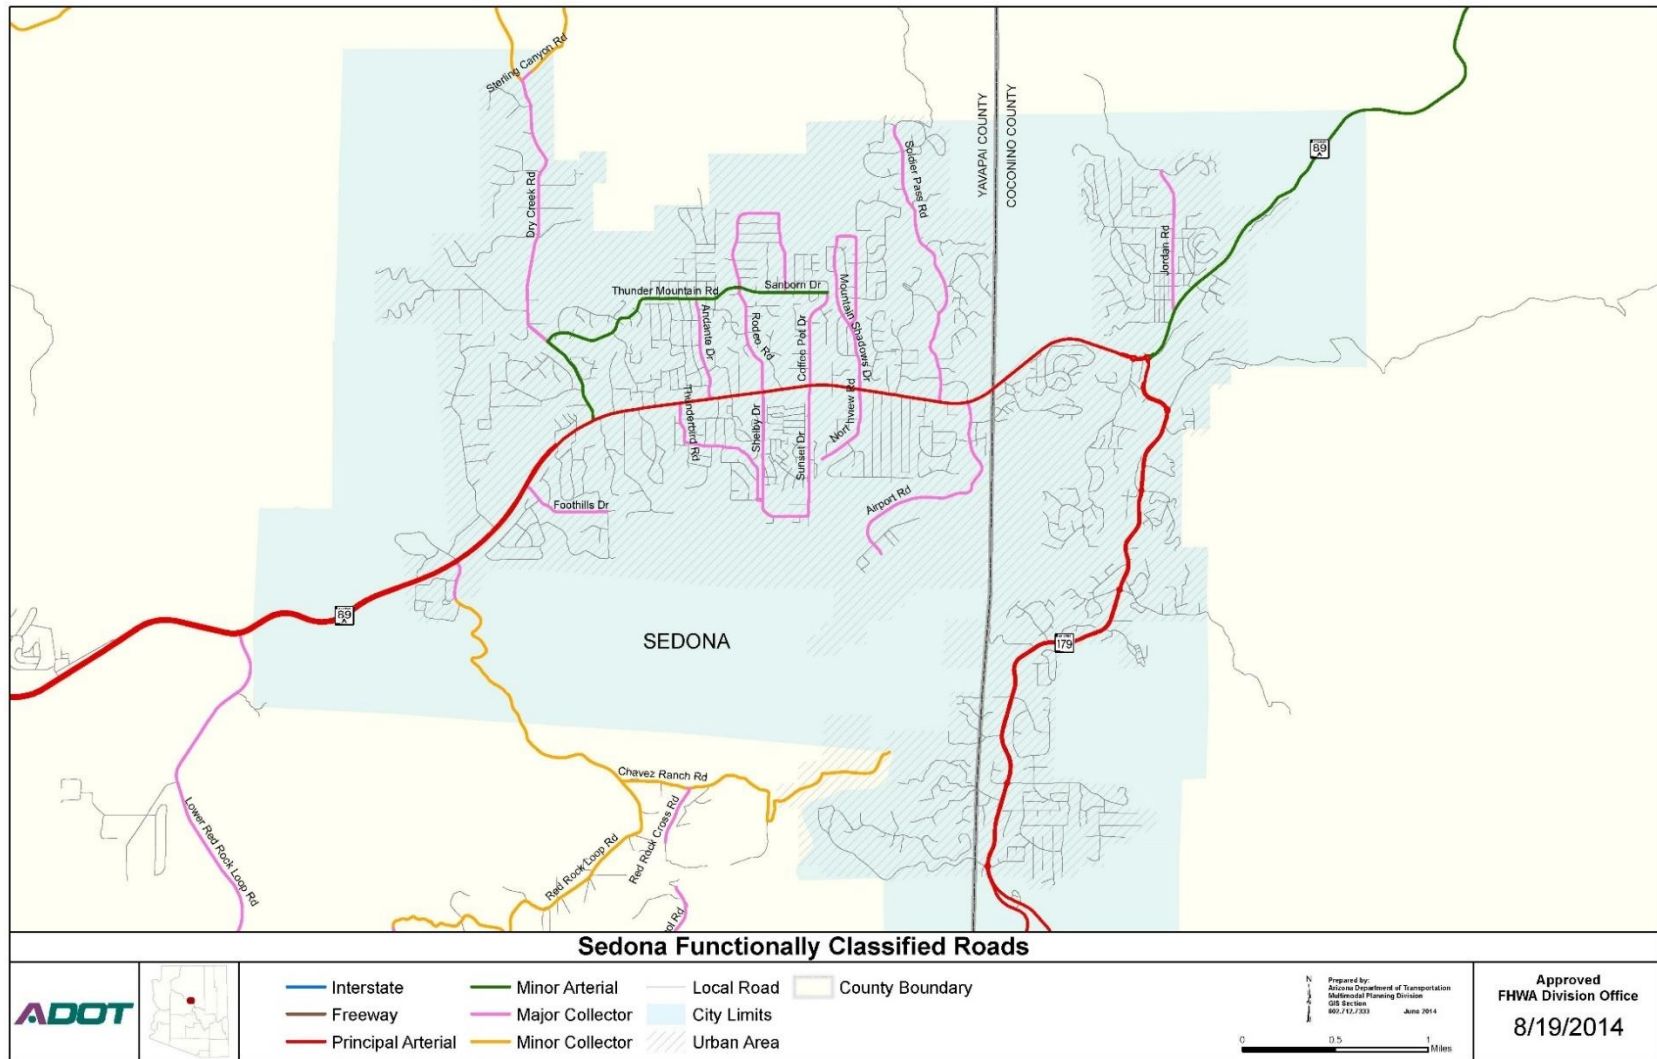 Sterling Canyon Rd
Dry Creek Rd
Soldier Pass Rd
YAVAPAI COUNTY
COCONINO COUNTY
89
A
Jordan Rd
Thunder Mountain Rd
Sanborn Dr
Andante Dr
Rodeo Rd
Coffee Pot Dr
Mountain Shadows Dr
Thunderbird Rd
Shelby Dr
Sunset Dr
Northview Rd
Foothills Dr
Airport Rd
89
A
SEDONA
179
Chavez Ranch Rd
Lower Red Rock Loop Rd
Red Rock Loop Rd
Red Rock Cross Rd
ol Rd
Sedona Functionally Classified Roads
ADOT
Interstate
Freeway
Principal Arterial
Minor Arterial
Major Collector
Minor Collector
Local Road
City Limits
Urban Area
County Boundary
N
Prepared by:
Arizona Department of Transportation
Multimodal Planning Division
GIS Section
602.712.7333 June 2014
0 0.5 1
Miles
Approved
FHWA Division Office
8/19/2014